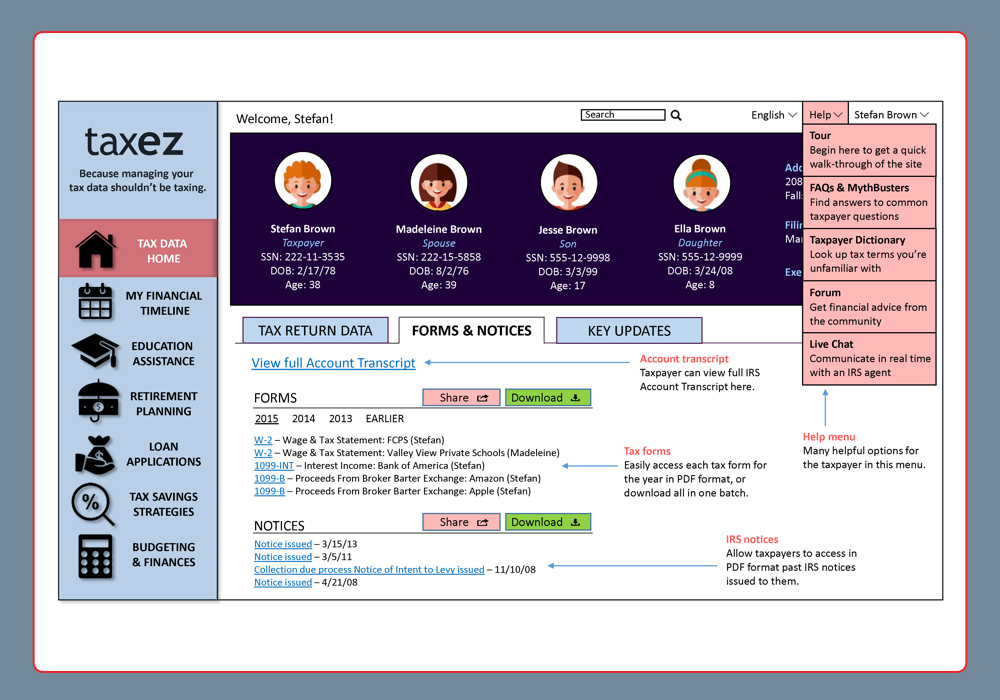 taxez
Because managing your
tax data shouldn't be taxing.
TAX DATA
HOME
MY FINANCIAL
TIMELINE
EDUCATION
ASSISTANCE
RETIREMENT
PLANNING
LOAN
APPLICATIONS
%
TAX SAVINGS
STRATEGIES
BUDGETING
& FINANCES
Welcome, Stefan!
Search
English
Help
Stefan Brown
Stefan Brown
Taxpayer
SSN: 222-11-3535
DOB: 2/17/78
Age: 38
Madeleine Brown
Spouse
SSN: 222-15-5858
DOB: 8/2/76
Age: 39
Jesse Brown
Son
SSN: 555-12-9998
DOB: 3/3/99
Age: 17
Ella Brown
Daughter
SSN: 555-12-9999
DOB: 3/24/08
Age: 8
Add
208
Fall
Filin
Mar
Exe
Tour
Begin here to get a quick
walk-through of the site
FAQs & MythBusters
Find answers to common
taxpayer questions
Taxpayer Dictionary
Look up tax terms you're
unfamiliar with
Forum
Get financial advice from
the community
Live Chat
Communicate in real time
with an IRS agent
TAX RETURN DATA
FORMS & NOTICES
KEY UPDATES
View full Account Transcript
Account transcript
Taxpayer can view full IRS
Account Transcript here.
FORMS
Share
Download
2015 2014 2013 EARLIER
W-2 – Wage & Tax Statement: FCPS (Stefan)
W-2 – Wage & Tax Statement: Valley View Private Schools (Madeleine)
1099-INT – Interest Income: Bank of America (Stefan)
1099-B – Proceeds From Broker Barter Exchange: Amazon (Stefan)
1099-B – Proceeds From Broker Barter Exchange: Apple (Stefan)
Tax forms
Easily access each tax form for
the year in PDF format, or
download all in one batch.
Help menu
Many helpful options for
the taxpayer in this menu.
NOTICES
Share
Download
Notice issued – 3/15/13
Notice issued – 3/5/11
Collection due process Notice of Intent to Levy issued – 11/10/08
Notice issued – 4/21/08
IRS notices
Allow taxpayers to access in
PDF format past IRS notices
issued to them.